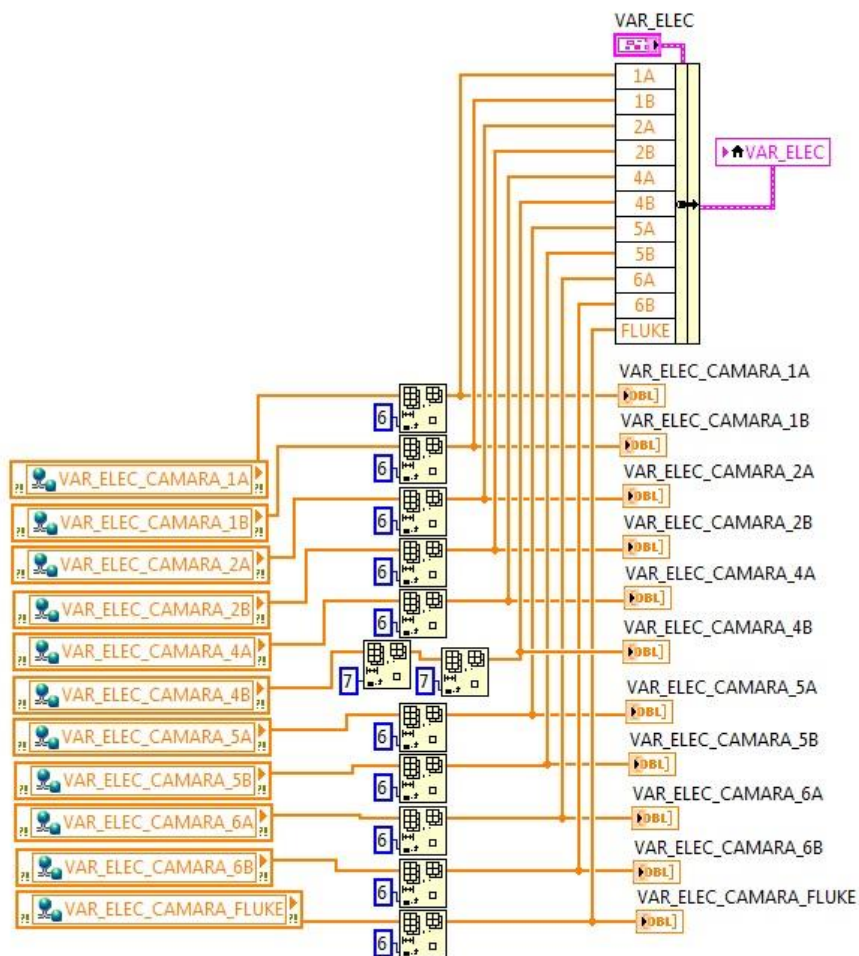 VAR_ELEC
1A
1B
2A
2B
4A
4B
5A
5B
6A
6B
FLUKE
VAR_ELEC
VAR_ELEC_CAMARA_1A
DBL]
VAR_ELEC_CAMARA_1B
DBL]
VAR_ELEC_CAMARA_2A
DBL]
VAR_ELEC_CAMARA_2B
DBL]
VAR_ELEC_CAMARA_4A
DBL]
VAR_ELEC_CAMARA_4B
DBL]
VAR_ELEC_CAMARA_5A
DBL]
VAR_ELEC_CAMARA_5B
DBL]
VAR_ELEC_CAMARA_6A
DBL]
VAR_ELEC_CAMARA_6B
DBL]
VAR_ELEC_CAMARA_FLUKE
DBL]
6
6
6
6
6
7
7
6
6
6
6
6
VAR_ELEC_CAMARA_1A
VAR_ELEC_CAMARA_1B
VAR_ELEC_CAMARA_2A
VAR_ELEC_CAMARA_2B
VAR_ELEC_CAMARA_4A
VAR_ELEC_CAMARA_4B
VAR_ELEC_CAMARA_5A
VAR_ELEC_CAMARA_5B
VAR_ELEC_CAMARA_6A
VAR_ELEC_CAMARA_6B
VAR_ELEC_CAMARA_FLUKE